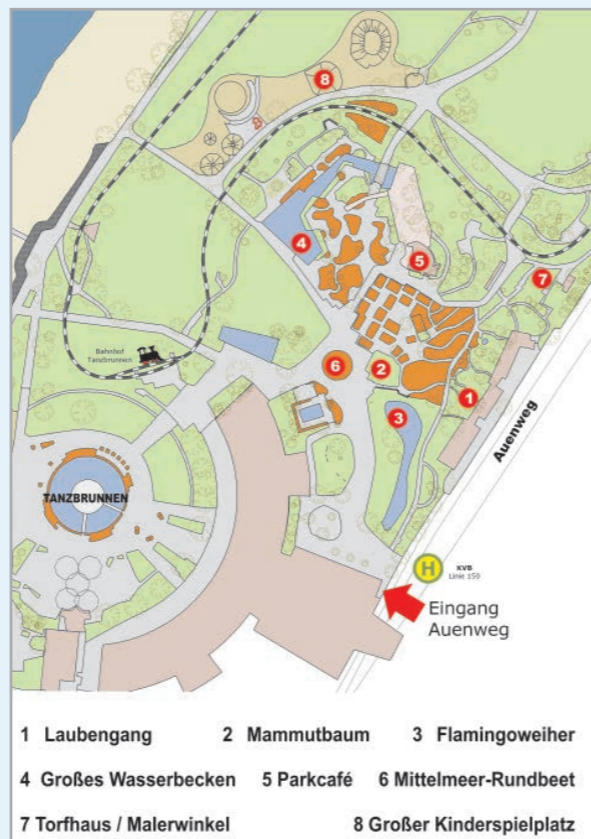 8
4
5
7
Bahnhof
Tanzbrunnen
6
2
1
3
Auenweg
TANZBRUNNEN
H
KVB
Linie 150
Eingang
Auenweg
1 Laubengang 2 Mammutbaum 3 Flamingoweiher
4 Großes Wasserbecken 5 Parkcafé 6 Mittelmeer-Rundbeet
7 Torfhaus / Malerwinkel 8 Großer Kinderspielplatz